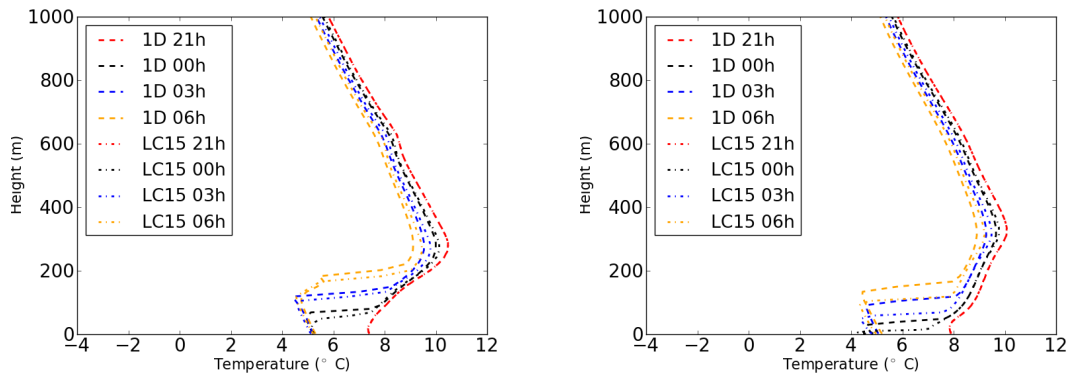 1000
800
600
400
200
0
Height (m)
1D 21h
1D 00h
1D 03h
1D 06h
LC15 21h
LC15 00h
LC15 03h
LC15 06h
−4 −2 0 2 4 6 8 10 12
Temperature (° C)
1000
800
600
400
200
0
Height (m)
1D 21h
1D 00h
1D 03h
1D 06h
LC15 21h
LC15 00h
LC15 03h
LC15 06h
−4 −2 0 2 4 6 8 10 12
Temperature (° C)